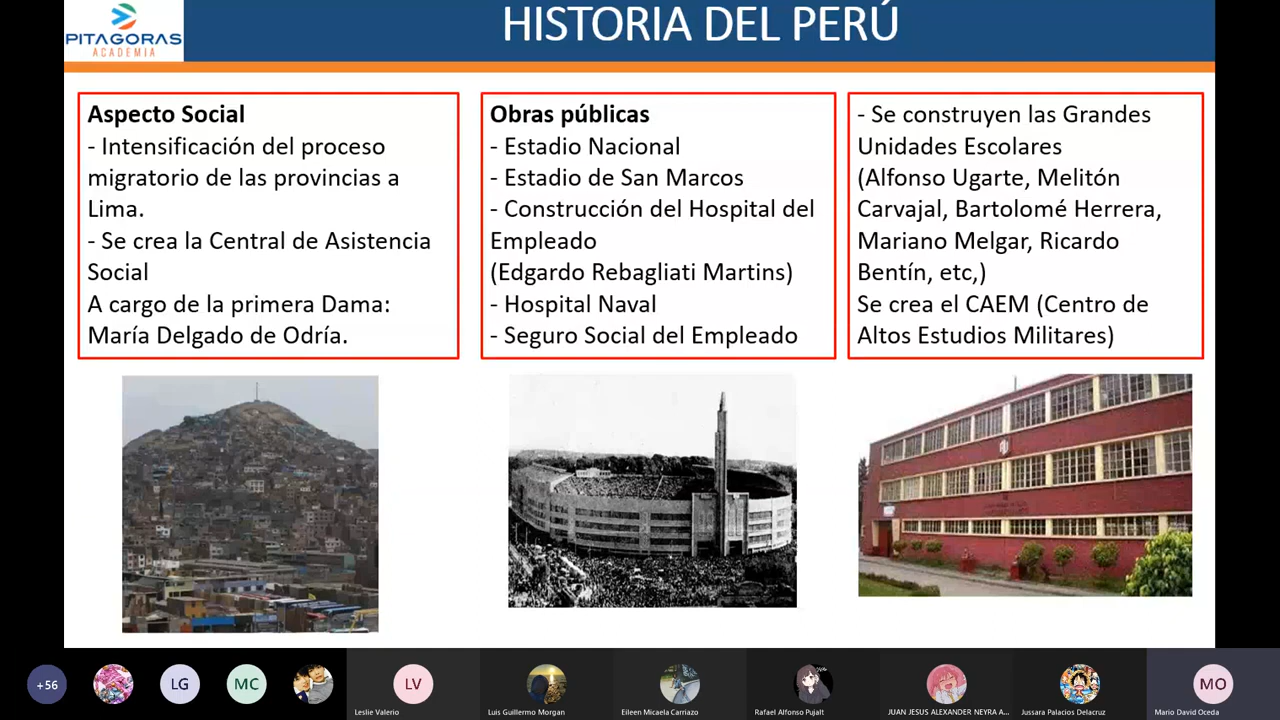 PITAGORAS
ACADEMIA
HISTORIA DEL PERÚ
Aspecto Social
- Intensificación del proceso
migratorio de las provincias a
Lima.
- Se crea la Central de Asistencia
Social
A cargo de la primera Dama:
María Delgado de Odría.
Obras públicas
- Estadio Nacional
- Estadio de San Marcos
- Construcción del Hospital del
Empleado
(Edgardo Rebagliati Martins)
- Hospital Naval
- Seguro Social del Empleado
- Se construyen las Grandes
Unidades Escolares
(Alfonso Ugarte, Melitón
Carvajal, Bartolomé Herrera,
Mariano Melgar, Ricardo
Bentín, etc,)
Se crea el CAEM (Centro de
Altos Estudios Militares)
+56
LG
MC
LV
MO
Leslie Valerio
Luis Guillermo Morgan
Eileen Micaela Carriazo
Rafael Alfonso Pujalt
JUAN JESUS ALEXANDER NEYRA A...
Jussara Palacios Delacruz
Mario David Oceda